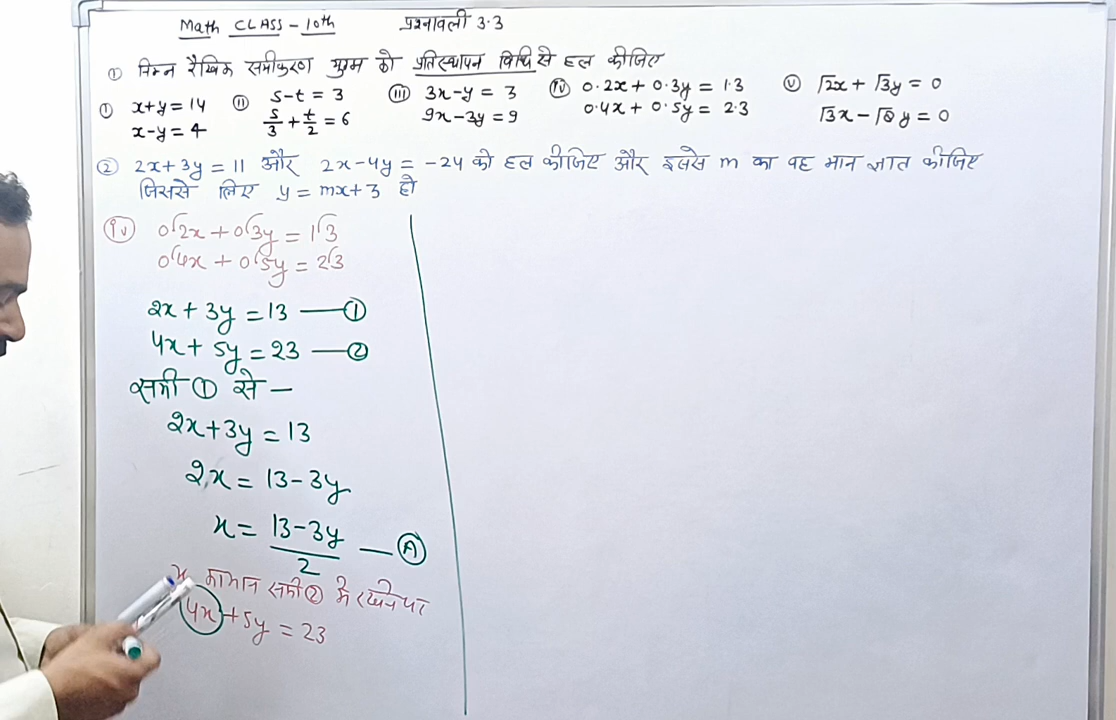 Math CLASS - 10th प्रश्नावली 3.3
① निम्न रैखिक समीकरण युग्म को प्रतिस्थापन विधि से हल कीजिए
① x+y=14 ② s-t = 3 ③ 3x-y = 3 ④ 0.2x + 0.3y = 1.3 ⑤ √2x + √3y = 0
x-y=4 s/3 + t/2 = 6 9x-3y=9 0.4x + 0.5y = 2.3 √3x - √8y = 0
② 2x+3y = 11 और 2x-4y = -24 को हल कीजिए और इससे m का वह मान ज्ञात कीजिए
जिससे लिए y = mx+3 हो
iv 0.2x + 0.3y = 1.3
0.4x + 0.5y = 2.3
2x + 3y = 13 — ①
4x + 5y = 23 — ②
समी ① से —
2x+3y = 13
2x = 13-3y
x = 13-3y/2 — Ⓐ
x का मान समी ② मे रखने पर
4x+5y = 23